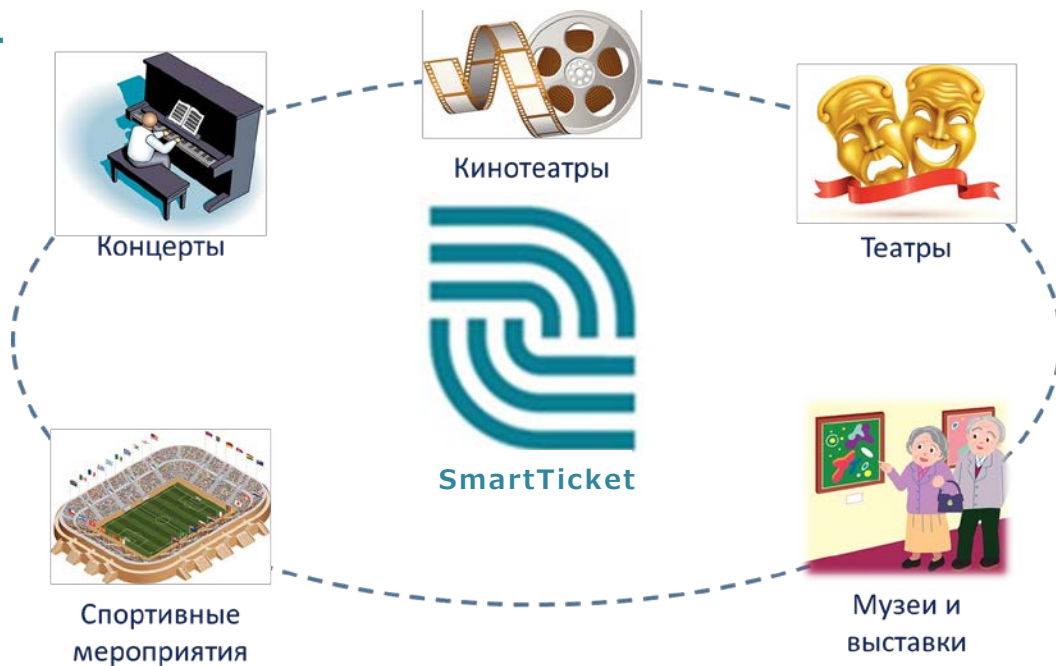 Кинотеатры
Концерты
Театры
SmartTicket
Спортивные
мероприятия
Музеи и
выставки